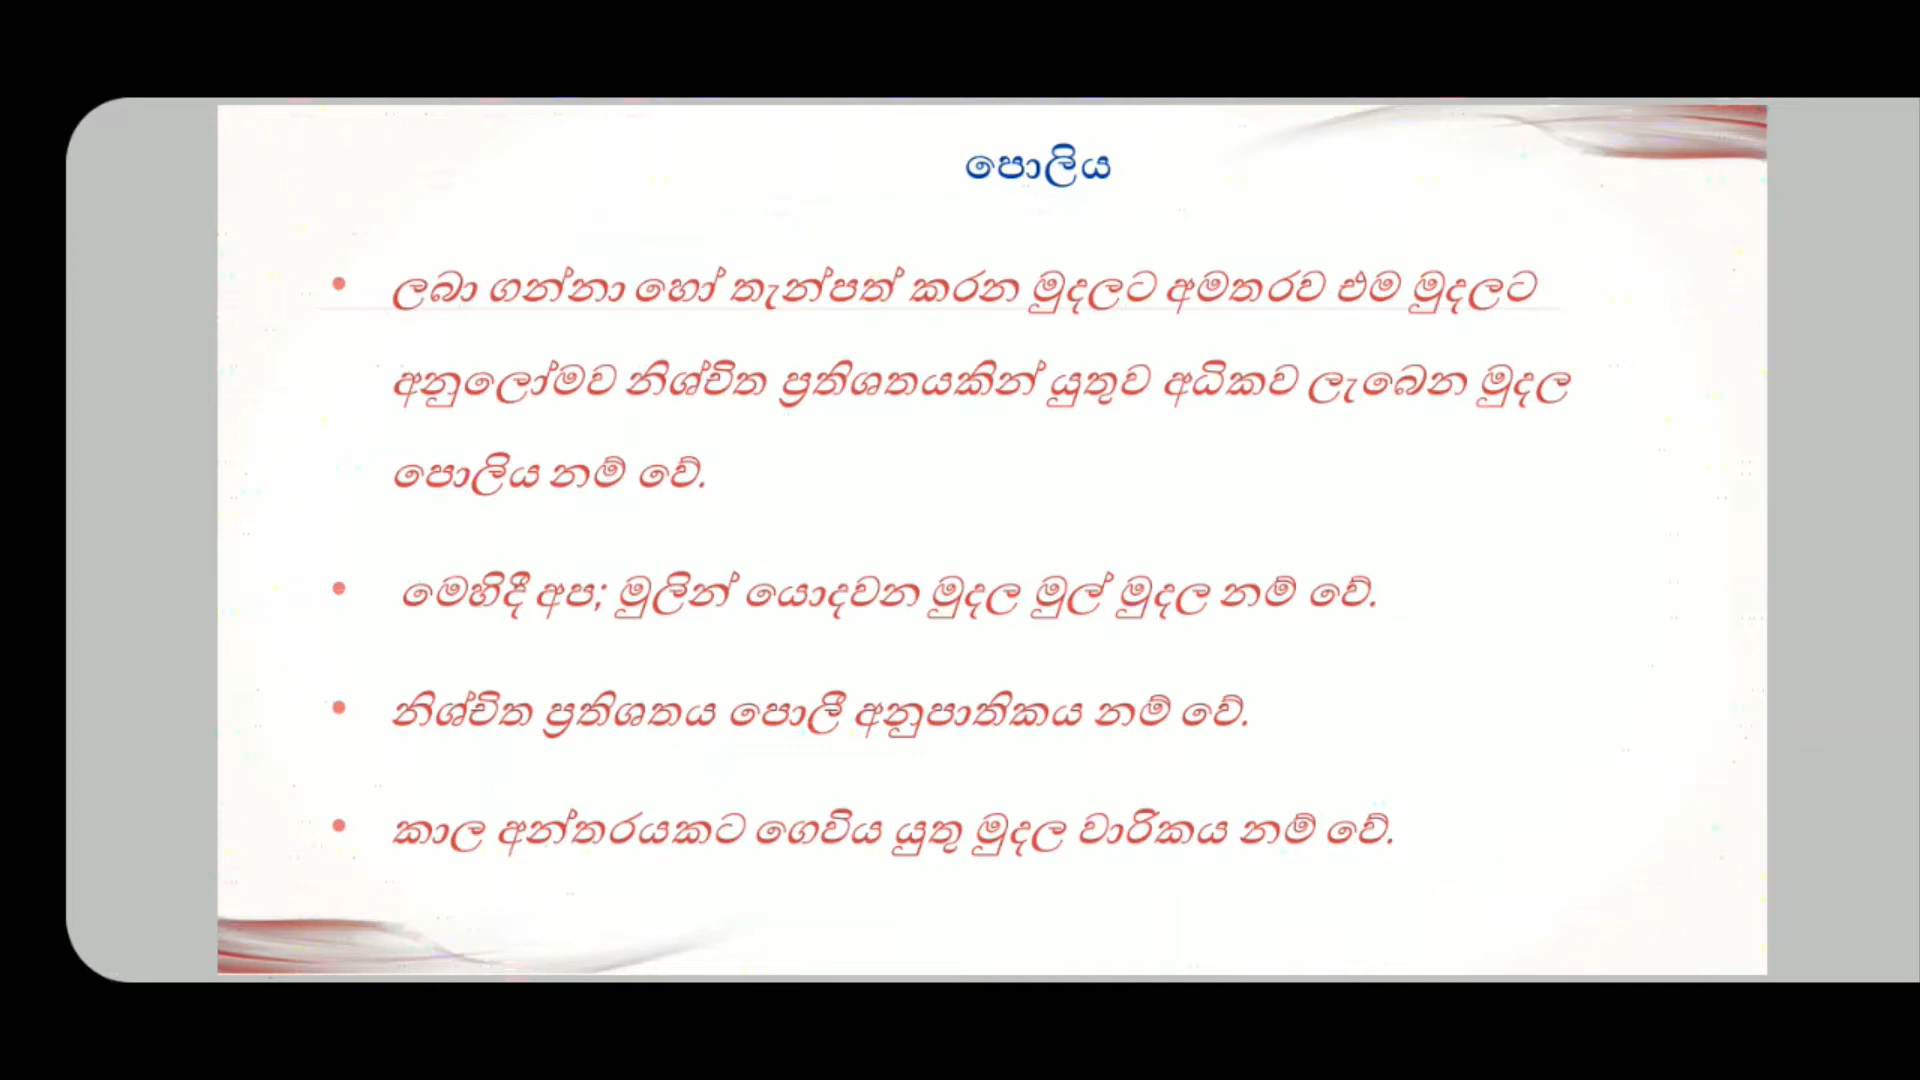 පොලිය
• ලබා ගන්නා හෝ තැන්පත් කරන මුදලට අමතරව එම මුදලට
අනුලෝමව නිශ්චිත ප්‍රතිශතයකින් යුතුව අධිකව ලැබෙන මුදල
පොලිය නම් වේ.
• මෙහිදී අප; මුලින් යොදවන මුදල මුල් මුදල නම් වේ.
• නිශ්චිත ප්‍රතිශතය පොලී අනුපාතිකය නම් වේ.
• කාල අන්තරයකට ගෙවිය යුතු මුදල වාරිකය නම් වේ.